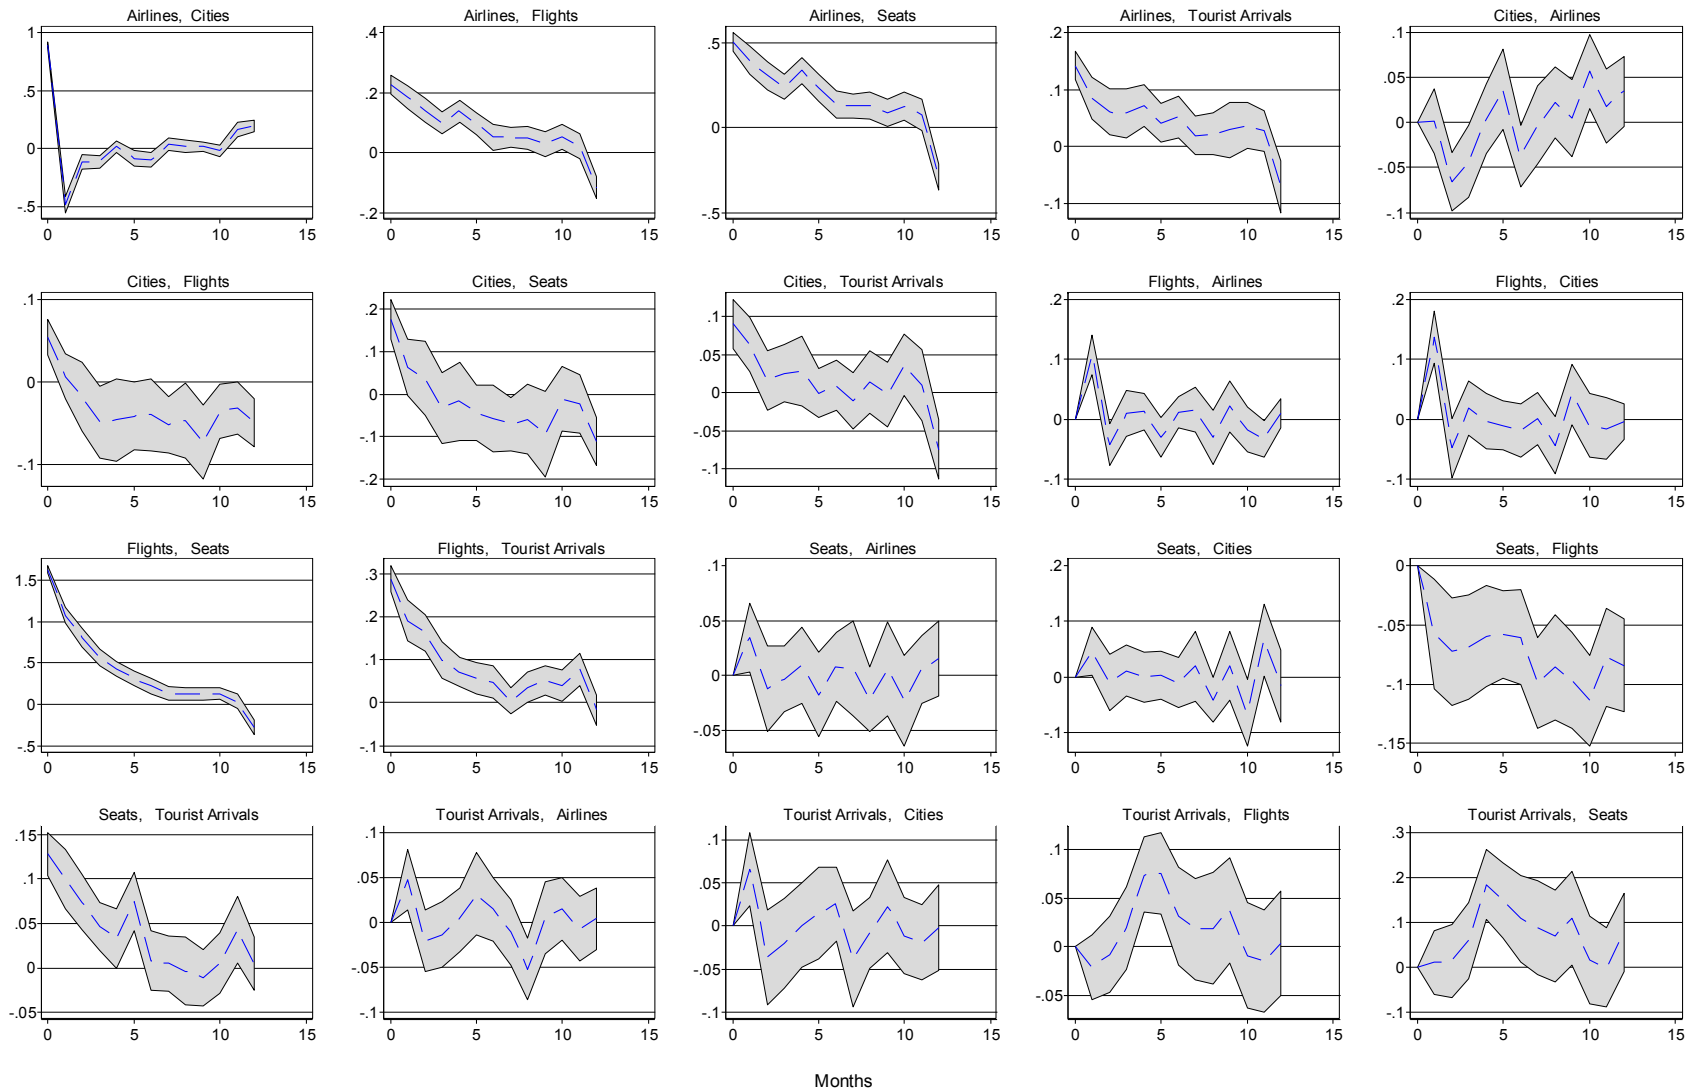 Airlines, Cities
1
.5
0
-.5
0 5 10 15
Airlines, Flights
.4
.2
0
-.2
0 5 10 15
Airlines, Seats
.5
0
-.5
0 5 10 15
Airlines, Tourist Arrivals
.2
.1
0
-.1
0 5 10 15
Cities, Airlines
.1
.05
0
-.05
-.1
0 5 10 15
Cities, Flights
.1
0
-.1
0 5 10 15
Cities, Seats
.2
.1
0
-.1
-.2
0 5 10 15
Cities, Tourist Arrivals
.1
.05
0
-.05
-.1
0 5 10 15
Flights, Airlines
.2
.1
0
-.1
0 5 10 15
Flights, Cities
.2
.1
0
-.1
0 5 10 15
Flights, Seats
1.5
1
.5
0
-.5
0 5 10 15
Flights, Tourist Arrivals
.3
.2
.1
0
-.1
0 5 10 15
Seats, Airlines
.1
.05
0
-.05
0 5 10 15
Seats, Cities
.2
.1
0
-.1
0 5 10 15
Seats, Flights
0
-.05
-.1
-.15
0 5 10 15
Seats, Tourist Arrivals
.15
.1
.05
0
-.05
0 5 10 15
Tourist Arrivals, Airlines
.1
.05
0
-.05
-.1
0 5 10 15
Tourist Arrivals, Cities
.1
.05
0
-.05
-.1
0 5 10 15
Tourist Arrivals, Flights
.1
.05
0
-.05
0 5 10 15
Tourist Arrivals, Seats
.3
.2
.1
0
-.1
0 5 10 15
Months